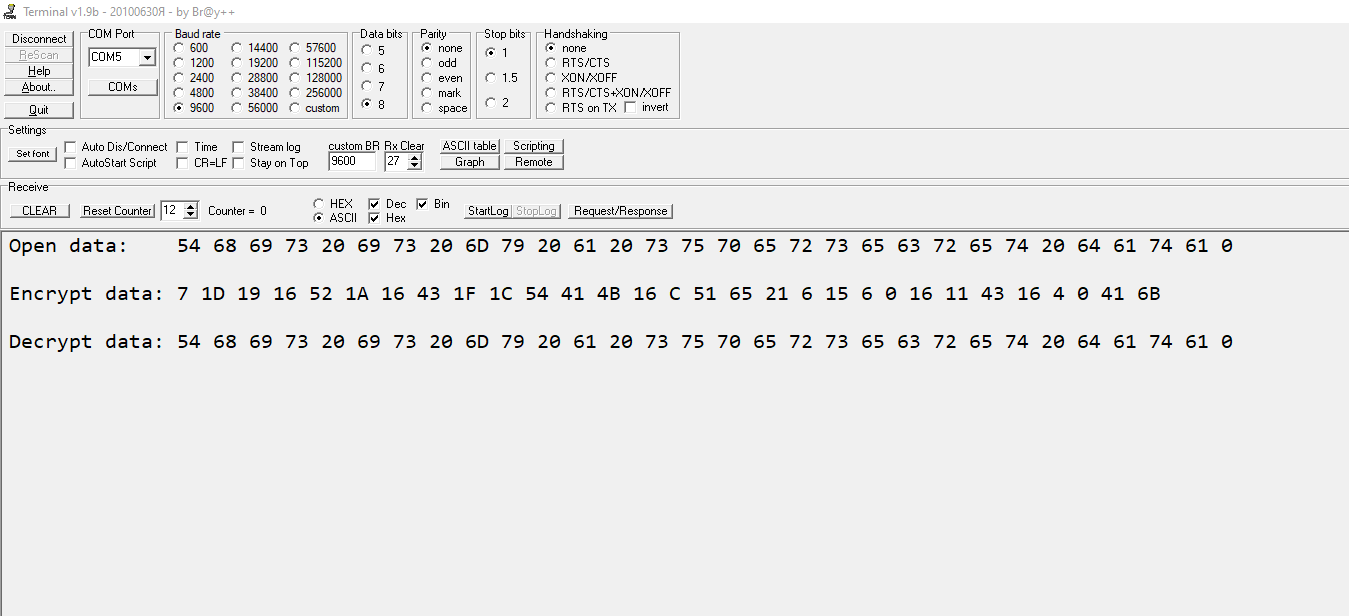 Terminal v1.9b - 20100630Я - by Br@y++
Disconnect
ReScan
Help
About..
Quit
COM Port
COM5
COMs
Baud rate
600 14400 57600
1200 19200 115200
2400 28800 128000
4800 38400 256000
9600 56000 custom
Data bits
5
6
7
8
Parity
none
odd
even
mark
space
Stop bits
1
1.5
2
Handshaking
none
RTS/CTS
XON/XOFF
RTS/CTS+XON/XOFF
RTS on TX invert
Settings
Set font
Auto Dis/Connect Time Stream log
AutoStart Script CR=LF Stay on Top
custom BR Rx Clear
9600 27
ASCII table Scripting
Graph Remote
Receive
CLEAR Reset Counter 12 Counter = 0
HEX Dec Bin
ASCII Hex
StartLog StopLog Request/Response
Open data: 54 68 69 73 20 69 73 20 6D 79 20 61 20 73 75 70 65 72 73 65 63 72 65 74 20 64 61 74 61 0
Encrypt data: 7 1D 19 16 52 1A 16 43 1F 1C 54 41 4B 16 C 51 65 21 6 15 6 0 16 11 43 16 4 0 41 6B
Decrypt data: 54 68 69 73 20 69 73 20 6D 79 20 61 20 73 75 70 65 72 73 65 63 72 65 74 20 64 61 74 61 0